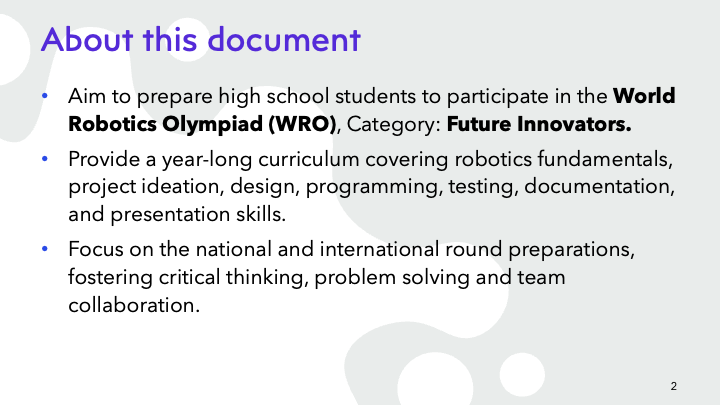 About this document
• Aim to prepare high school students to participate in the World
Robotics Olympiad (WRO), Category: Future Innovators.
• Provide a year-long curriculum covering robotics fundamentals,
project ideation, design, programming, testing, documentation,
and presentation skills.
• Focus on the national and international round preparations,
fostering critical thinking, problem solving and team
collaboration.
2